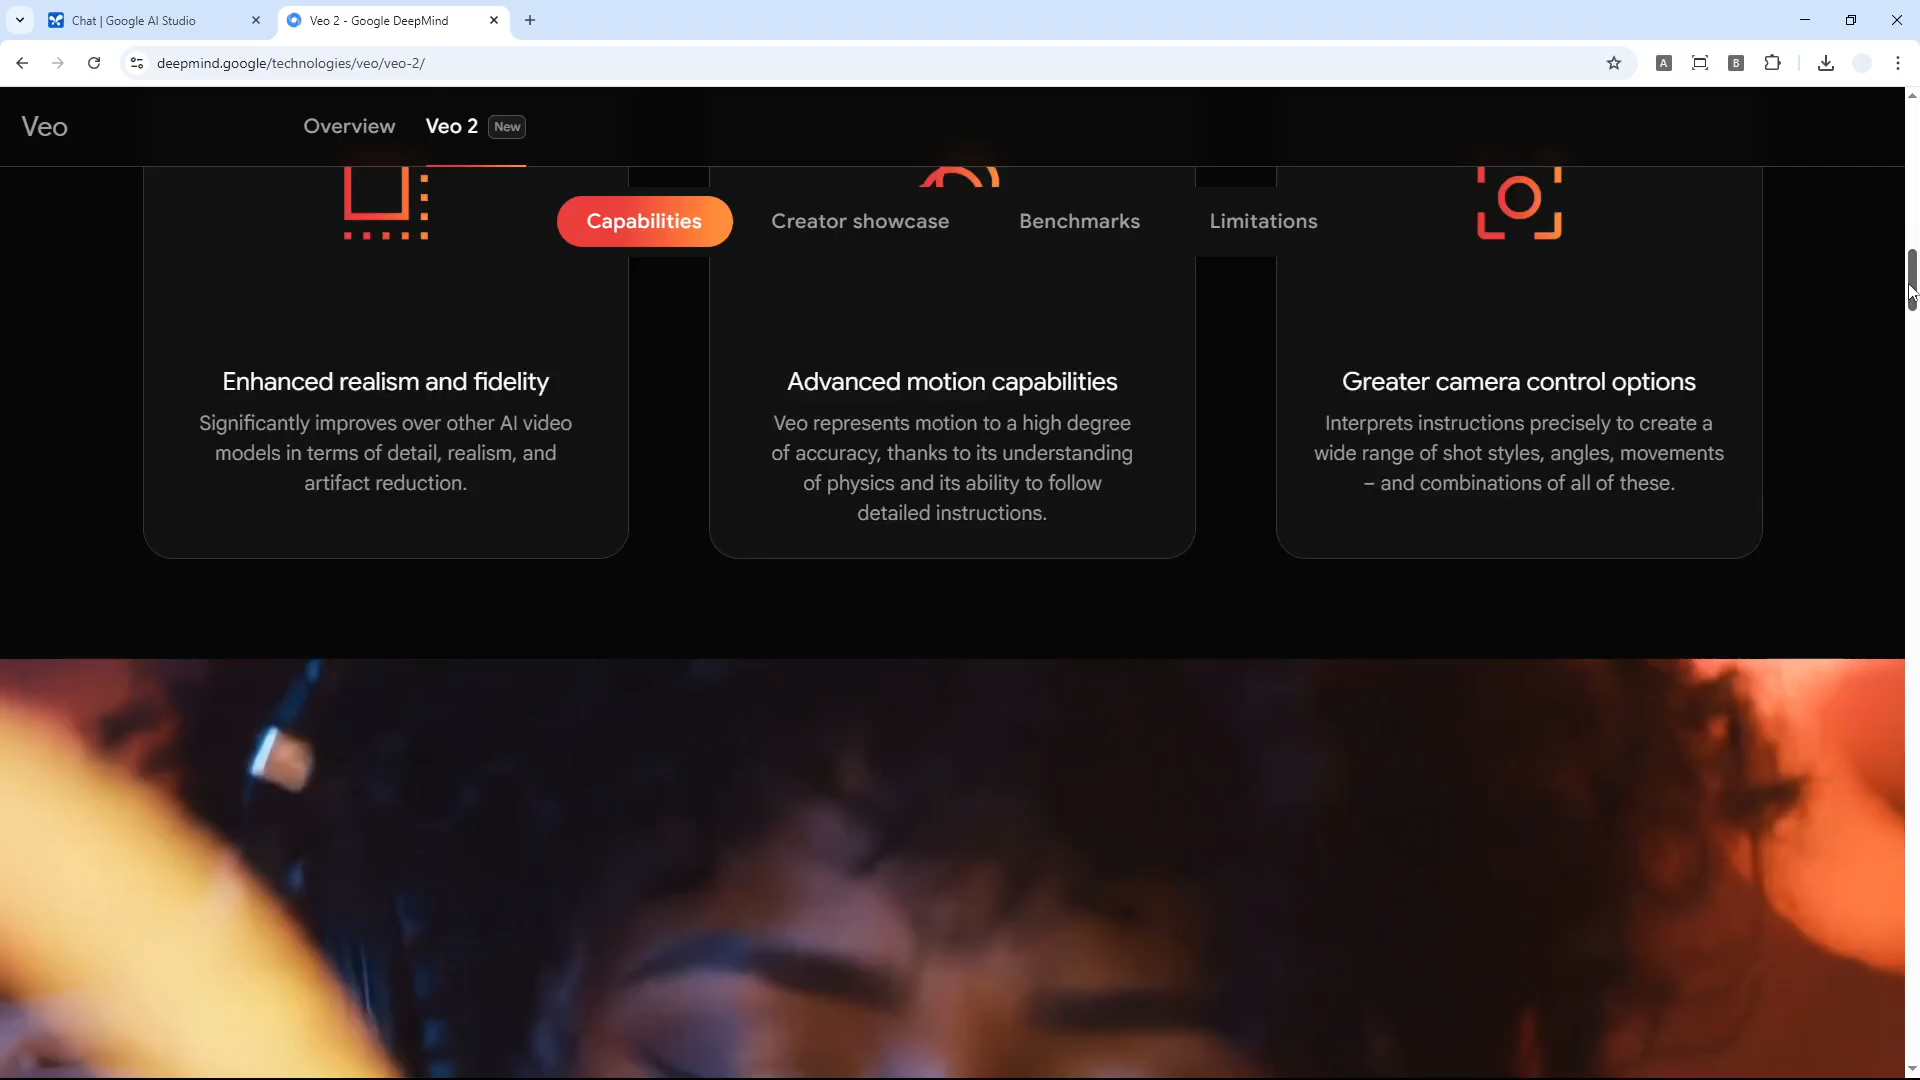 Chat | Google AI Studio
Veo 2 - Google DeepMind
deepmind.google/technologies/veo/veo-2/
A
B
Veo
Overview
Veo 2
New
Capabilities
Creator showcase
Benchmarks
Limitations
Enhanced realism and fidelity
Significantly improves over other AI video
models in terms of detail, realism, and
artifact reduction.
Advanced motion capabilities
Veo represents motion to a high degree
of accuracy, thanks to its understanding
of physics and its ability to follow
detailed instructions.
Greater camera control options
Interprets instructions precisely to create a
wide range of shot styles, angles, movements
– and combinations of all of these.